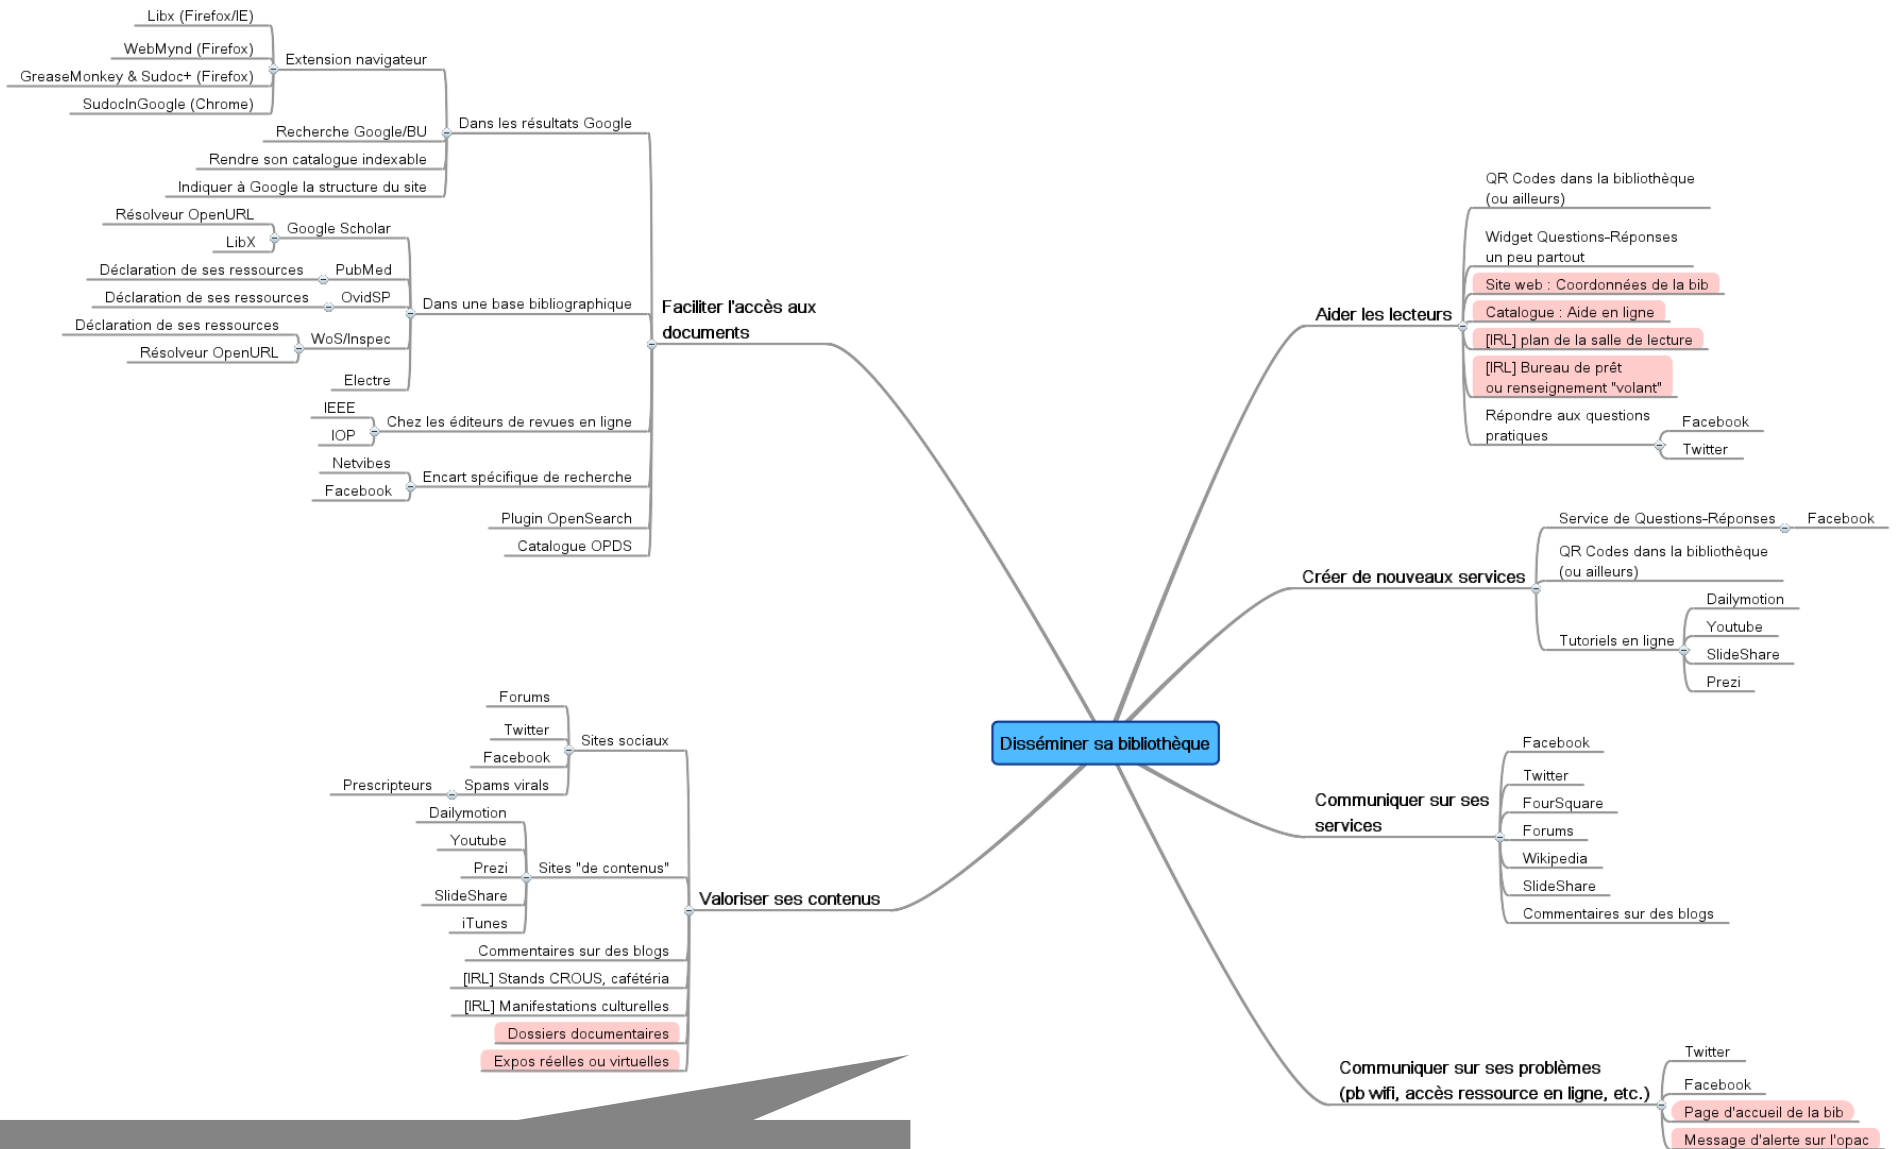 Libx (Firefox/IE)
WebMynd (Firefox)
GreaseMonkey & Sudoc+ (Firefox)
SudocInGoogle (Chrome)
Extension navigateur
Recherche Google/BU
Rendre son catalogue indexable
Indiquer à Google la structure du site
Dans les résultats Google
Résolveur OpenURL
LibX
Google Scholar
Déclaration de ses ressources
PubMed
Déclaration de ses ressources
OvidSP
Déclaration de ses ressources
Résolveur OpenURL
WoS/Inspec
Electre
Dans une base bibliographique
IEEE
IOP
Chez les éditeurs de revues en ligne
Netvibes
Facebook
Encart spécifique de recherche
Plugin OpenSearch
Catalogue OPDS
Faciliter l'accès aux
documents
Forums
Twitter
Facebook
Prescripteurs
Spams virals
Sites sociaux
Dailymotion
Youtube
Prezi
SlideShare
iTunes
Sites "de contenus"
Commentaires sur des blogs
[IRL] Stands CROUS, cafétéria
[IRL] Manifestations culturelles
Dossiers documentaires
Expos réelles ou virtuelles
Valoriser ses contenus
Disséminer sa bibliothèque
Aider les lecteurs
QR Codes dans la bibliothèque
(ou ailleurs)
Widget Questions-Réponses
un peu partout
Site web : Coordonnées de la bib
Catalogue : Aide en ligne
[IRL] plan de la salle de lecture
[IRL] Bureau de prêt
ou renseignement "volant"
Répondre aux questions
pratiques
Facebook
Twitter
Créer de nouveaux services
Service de Questions-Réponses
Facebook
QR Codes dans la bibliothèque
(ou ailleurs)
Tutoriels en ligne
Dailymotion
Youtube
SlideShare
Prezi
Communiquer sur ses
services
Facebook
Twitter
FourSquare
Forums
Wikipedia
SlideShare
Commentaires sur des blogs
Communiquer sur ses problèmes
(pb wifi, accès ressource en ligne, etc.)
Twitter
Facebook
Page d'accueil de la bib
Message d'alerte sur l'opac